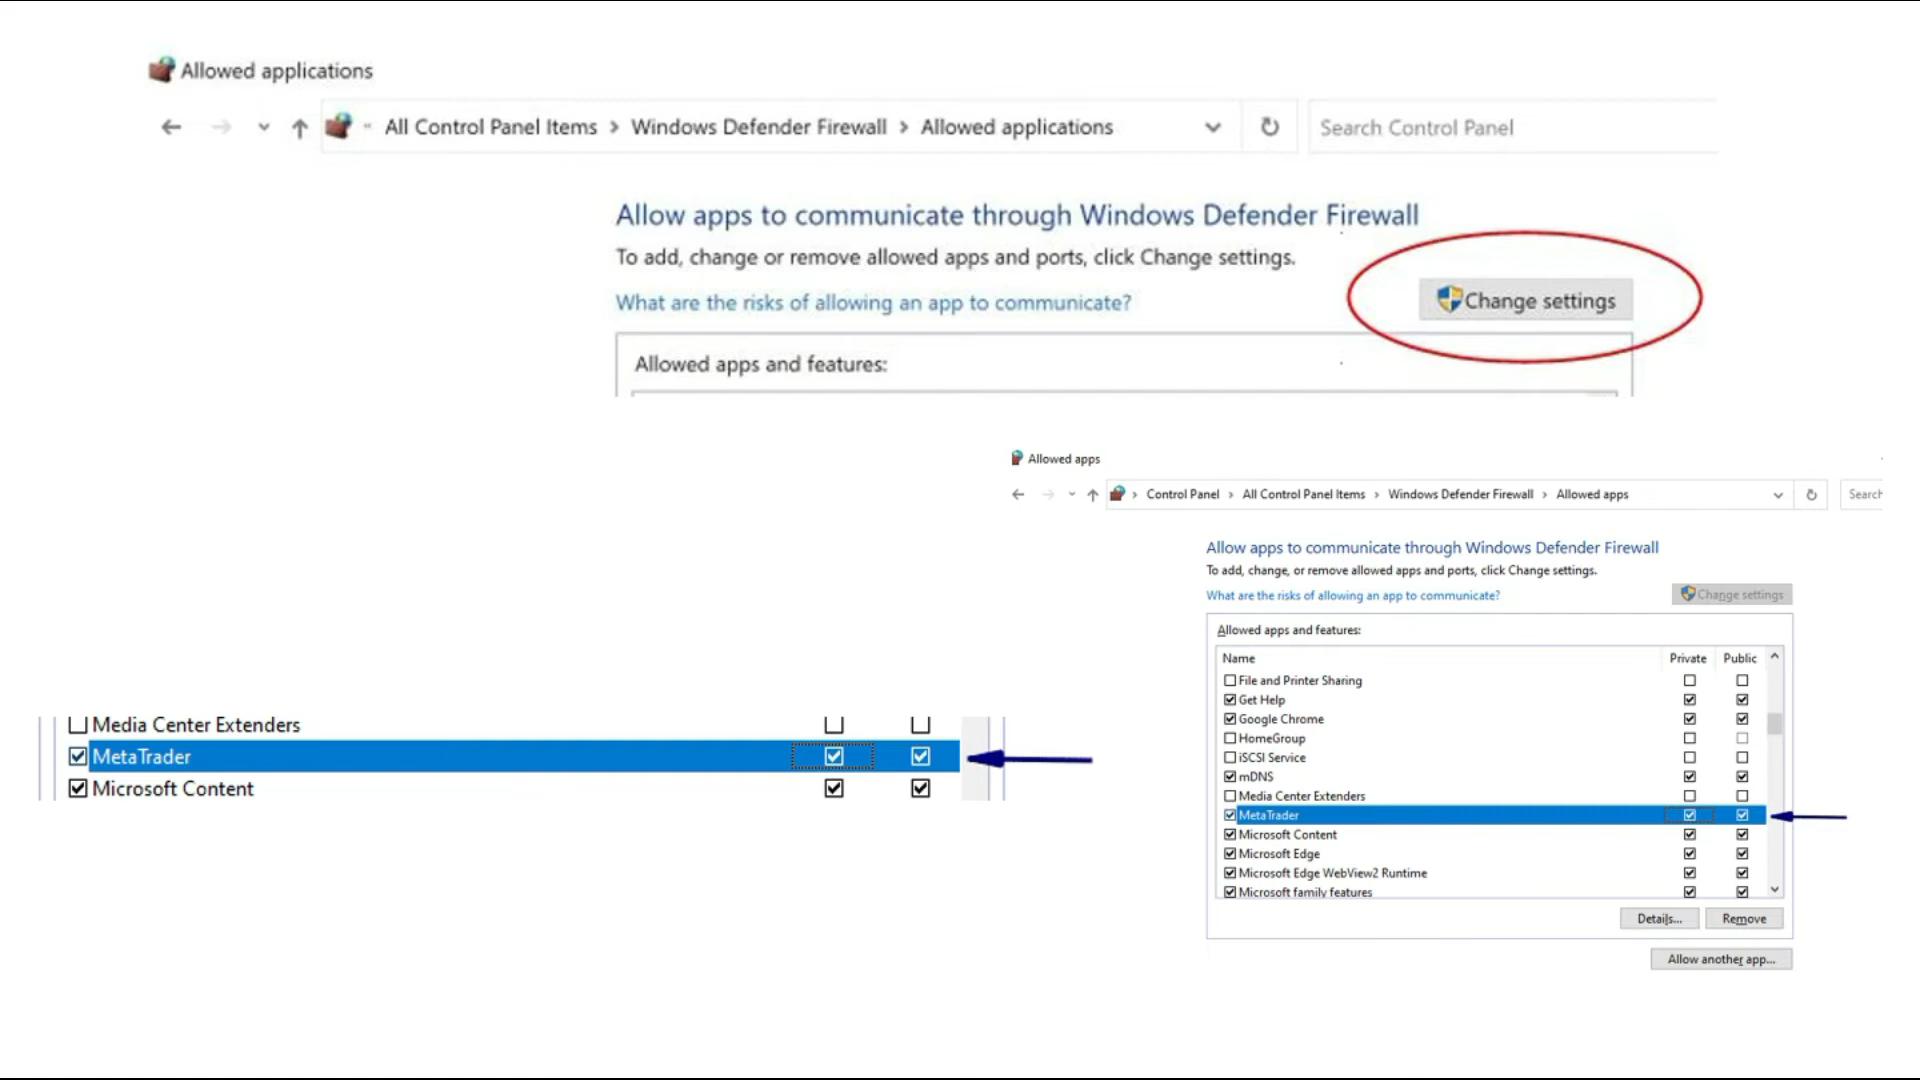 Allowed applications
All Control Panel Items > Windows Defender Firewall > Allowed applications
Search Control Panel
Allow apps to communicate through Windows Defender Firewall
To add, change or remove allowed apps and ports, click Change settings.
What are the risks of allowing an app to communicate?
Change settings
Allowed apps and features:
Allowed apps
Control Panel > All Control Panel Items > Windows Defender Firewall > Allowed apps
Search
Allow apps to communicate through Windows Defender Firewall
To add, change, or remove allowed apps and ports, click Change settings.
What are the risks of allowing an app to communicate?
Change settings
Allowed apps and features:
Name Private Public
File and Printer Sharing
Get Help
Google Chrome
HomeGroup
iSCSI Service
mDNS
Media Center Extenders
MetaTrader
Microsoft Content
Microsoft Edge
Microsoft Edge WebView2 Runtime
Microsoft family features
Details...
Remove
Allow another app...
Media Center Extenders
MetaTrader
Microsoft Content